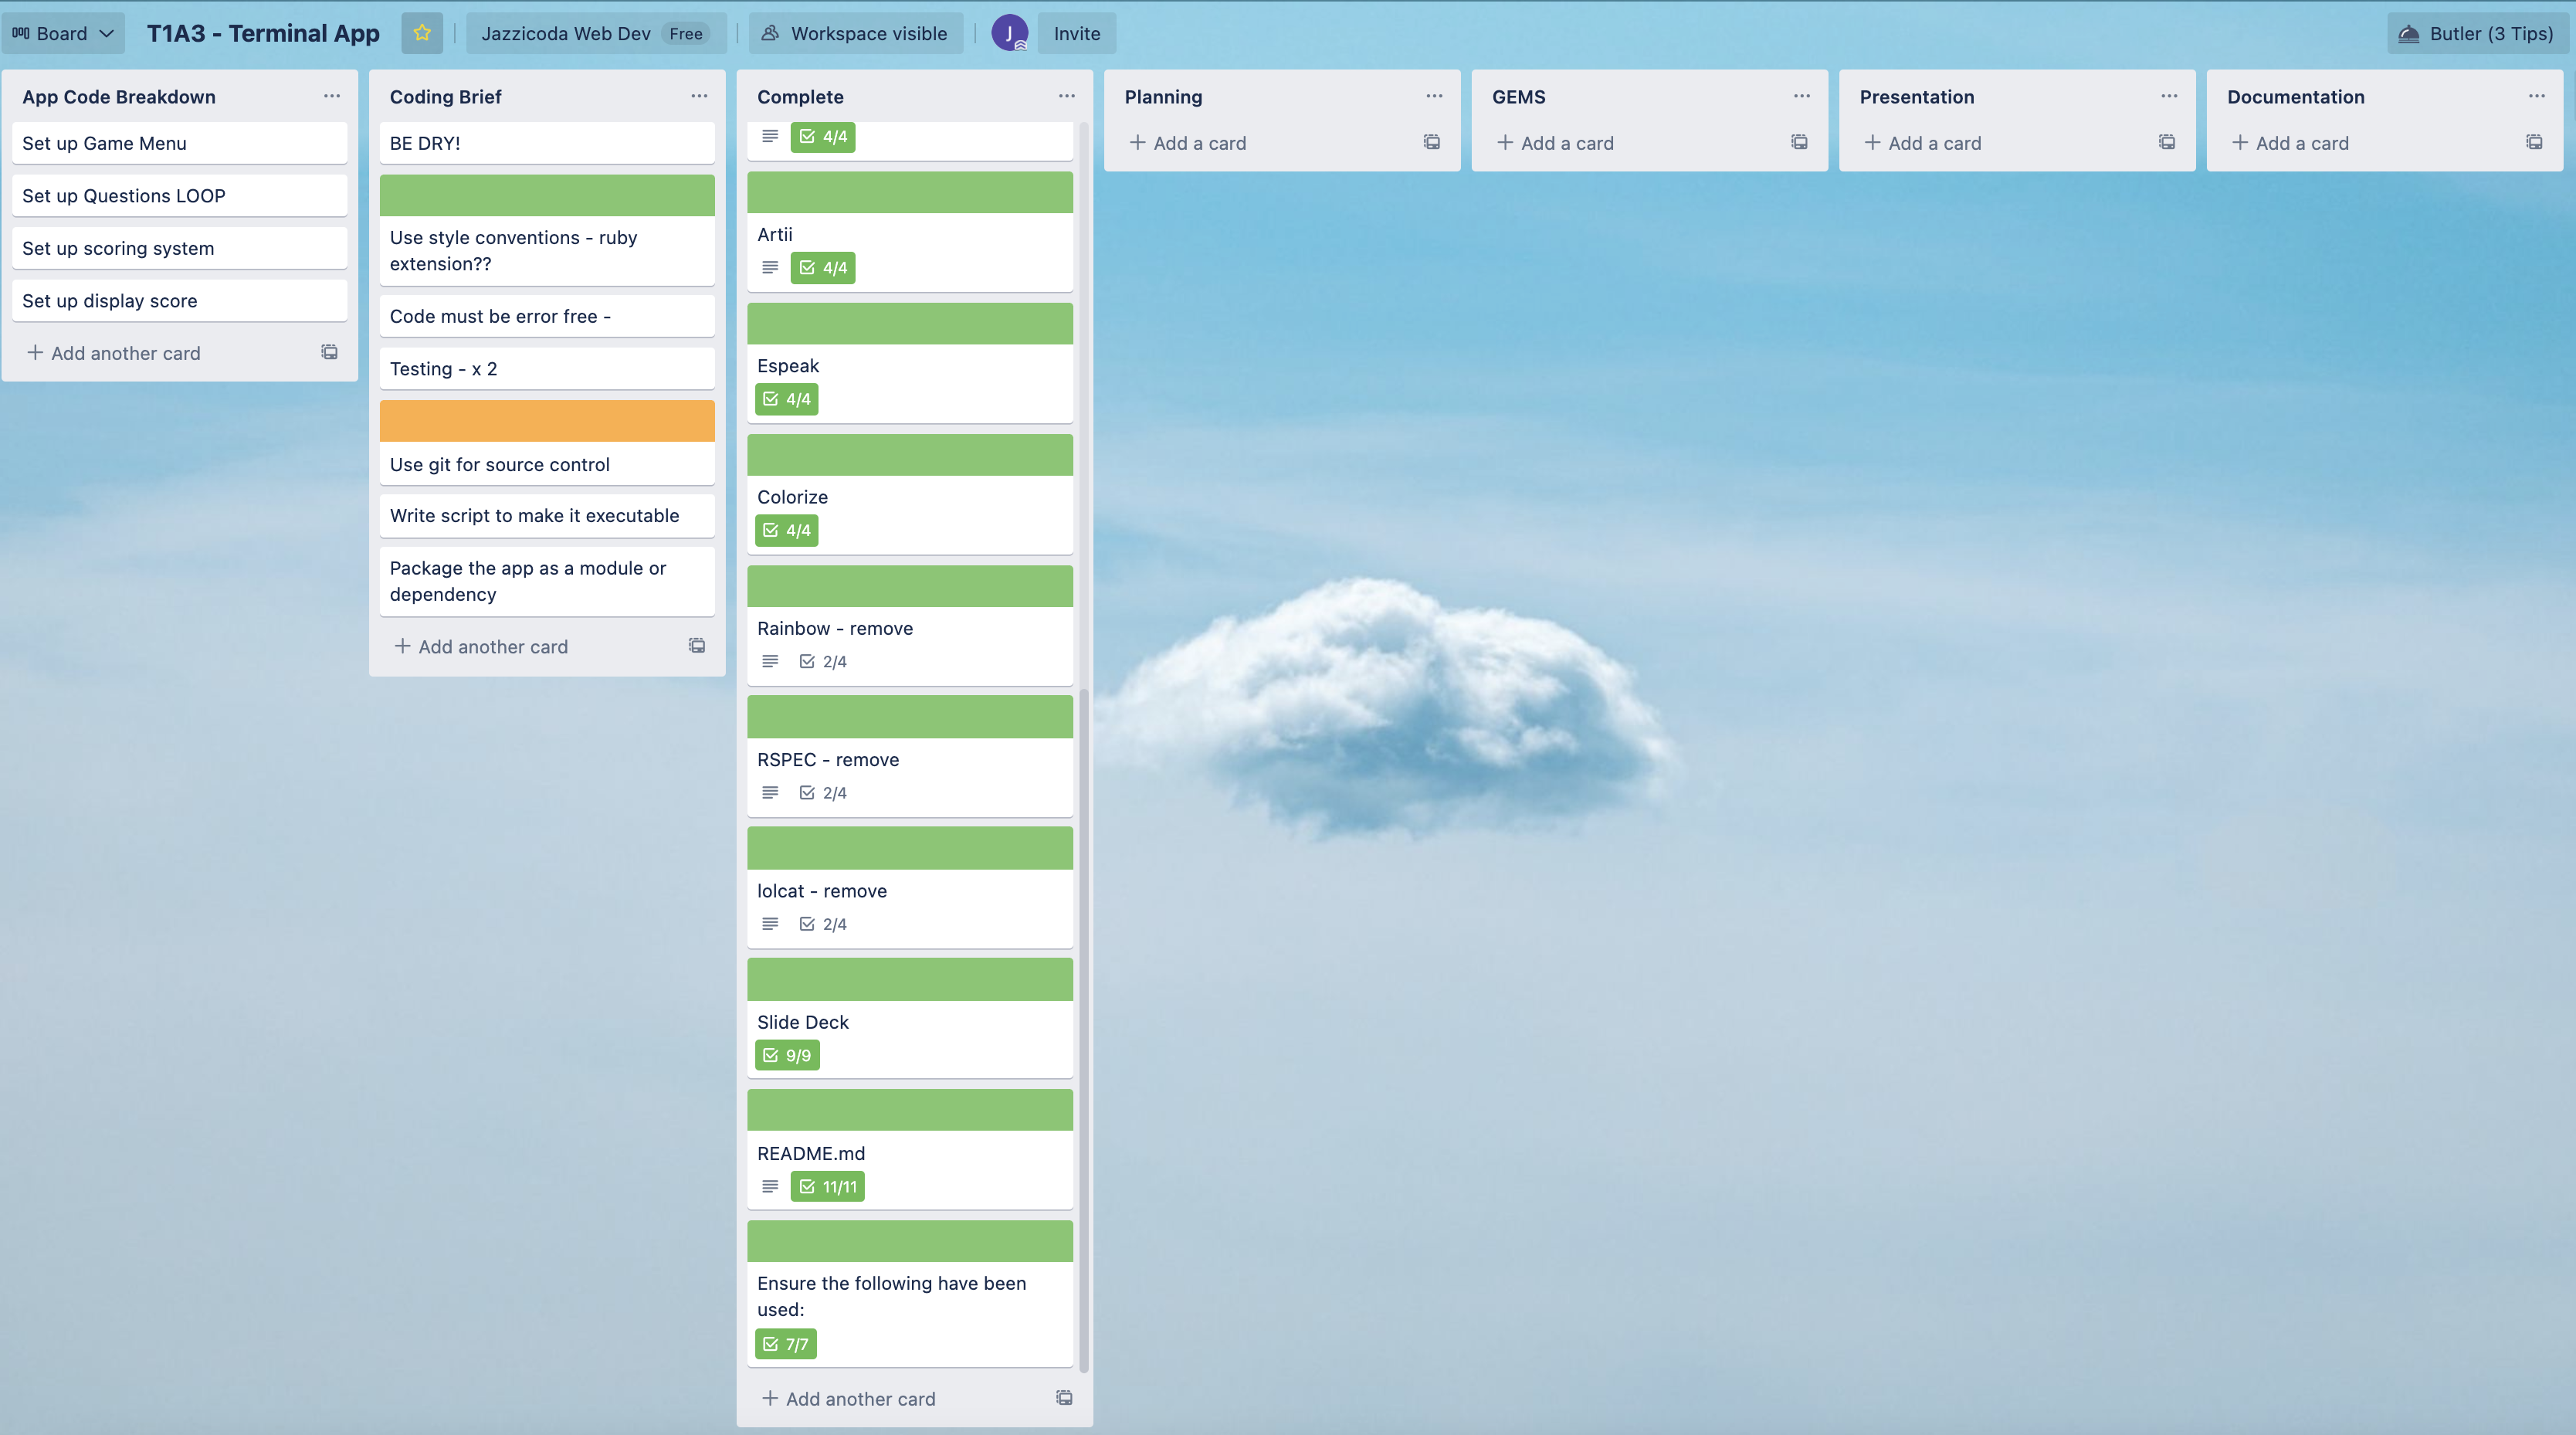 Board
T1A3 - Terminal App
Jazzicoda Web Dev Free
Workspace visible
J
Invite
Butler (3 Tips)
App Code Breakdown
Set up Game Menu
Set up Questions LOOP
Set up scoring system
Set up display score
Add another card
Coding Brief
BE DRY!
Use style conventions - ruby
extension??
Code must be error free -
Testing - x 2
Use git for source control
Write script to make it executable
Package the app as a module or
dependency
Add another card
Complete
4/4
Artii
4/4
Espeak
4/4
Colorize
4/4
Rainbow - remove
2/4
RSPEC - remove
2/4
lolcat - remove
2/4
Slide Deck
9/9
README.md
11/11
Ensure the following have been
used:
7/7
Add another card
Planning
Add a card
GEMS
Add a card
Presentation
Add a card
Documentation
Add a card